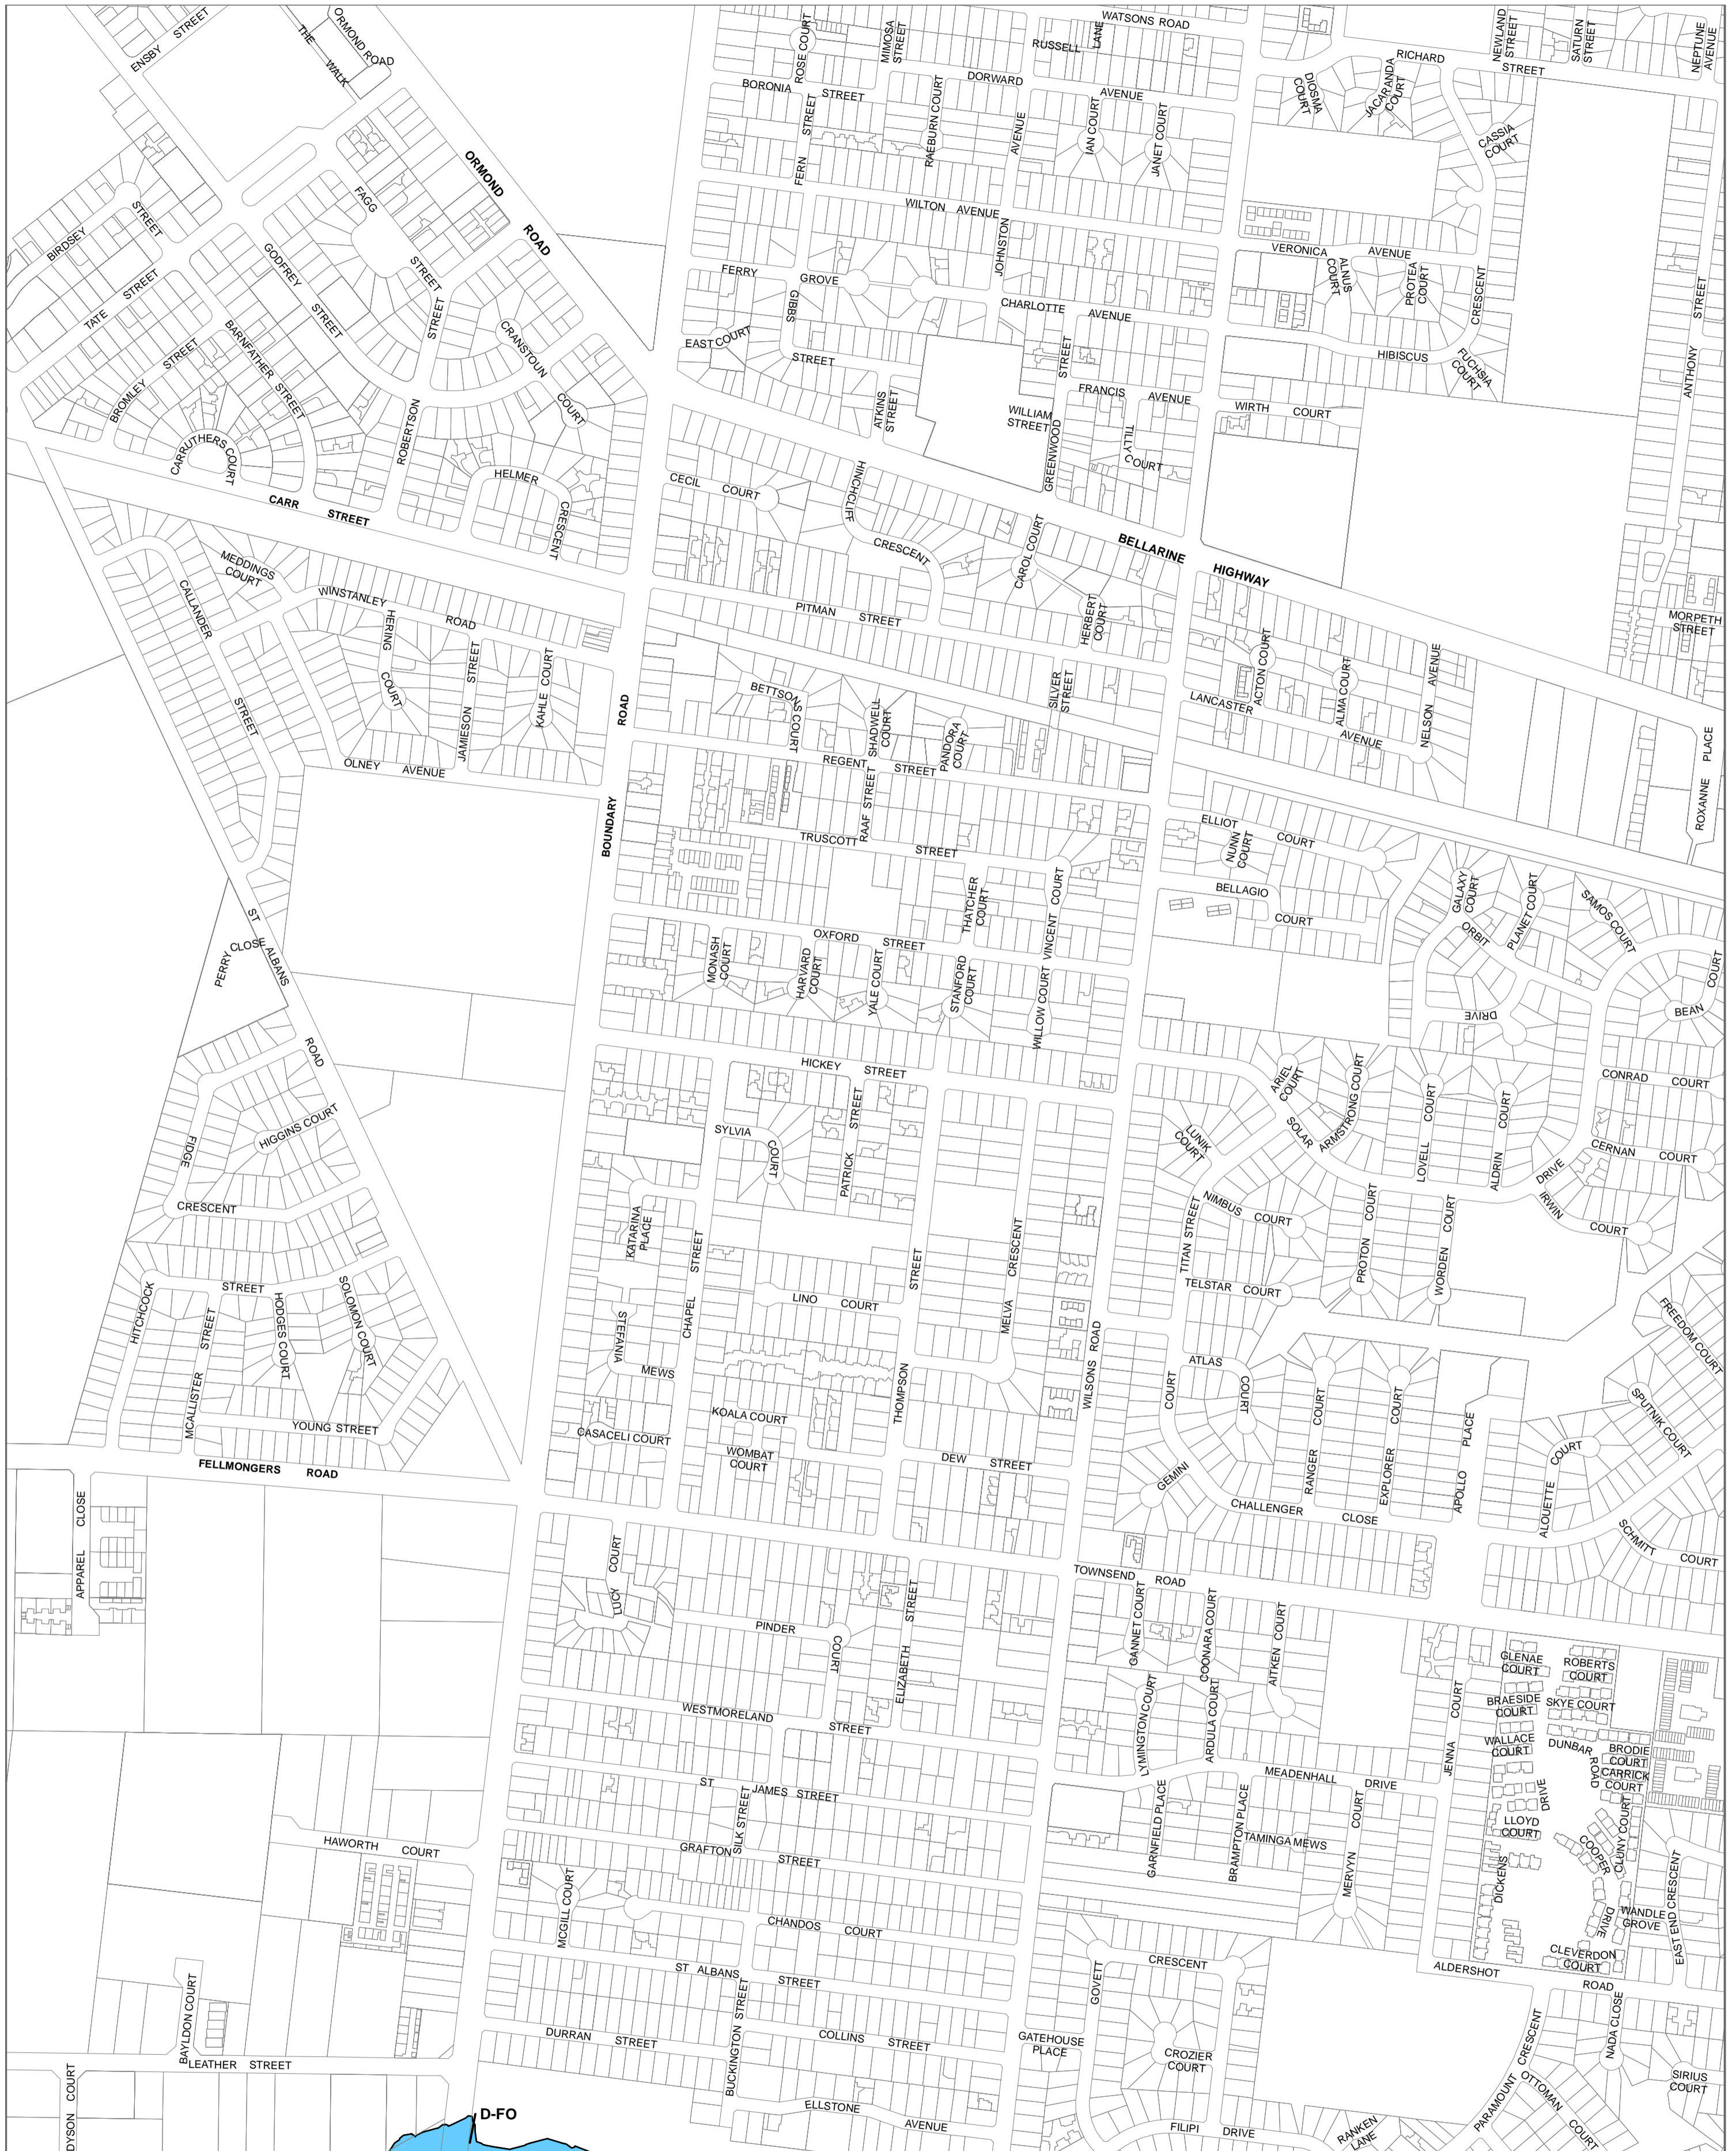 ENSBY STREET
THE WALK
ORMOND ROAD
ROSE COURT
MIMOSA STREET
RUSSELL LANE
WATSONS ROAD
NEWLAND STREET
SATURN STREET
NEPTUNE AVENUE
RICHARD STREET
BORONIA STREET
DORWARD AVENUE
DIOSMA COURT
JACARANDA COURT
CASSIA COURT
FERN STREET
RAEBURN COURT
AVENUE
IAN COURT
JANET COURT
ORMOND ROAD
FAGG STREET
BIRDSEY STREET
GODFREY STREET
TATE STREET
BARNFATHER STREET
BROMLEY STREET
CARRUTHERS COURT
STREET
ROBERTSON
CRANSTOUN COURT
HELMER CRESCENT
CARR STREET
WILTON AVENUE
JOHNSTON
FERRY GROVE
GIBBS STREET
EAST COURT
ATKINS STREET
CHARLOTTE AVENUE
STREET
GREENWOOD
WILLIAM STREET
FRANCIS AVENUE
TILLY COURT
VERONICA AVENUE
ALNUS COURT
PROTEA COURT
CRESCENT
HIBISCUS
FUCHSIA COURT
WIRTH COURT
STREET
ANTHONY
MORPETH STREET
CECIL COURT
HINCHCLIFF CRESCENT
CAROL COURT
HERBERT COURT
BELLARINE HIGHWAY
PITMAN STREET
SILVER STREET
MEDDINGS COURT
CALLANDER STREET
WINSTANLEY ROAD
HERING COURT
JAMIESON STREET
KAHLE COURT
OLNEY AVENUE
BOUNDARY ROAD
BETTSONS COURT
SHADWELL COURT
PANDORA COURT
REGENT STREET
RAAF STREET
TRUSCOTT STREET
THATCHER COURT
VINCENT COURT
LANCASTER AVENUE
ACTON COURT
ALMA COURT
NELSON AVENUE
ROXANNE PLACE
ELLIOT COURT
NUNN COURT
BELLAGIO COURT
GALAXY COURT
ORBIT DRIVE
PLANET COURT
SAMOS COURT
BEAN COURT
PERRY CLOSE
ST ALBANS ROAD
OXFORD STREET
MONASH COURT
HARVARD COURT
YALE COURT
STANFORD COURT
WILLOW COURT
HICKEY STREET
SYLVIA COURT
PATRICK STREET
FIDGE CRESCENT
HIGGINS COURT
KATARINA PLACE
CHAPEL STREET
LINO COURT
STREET
THOMPSON
MELVA CRESCENT
WILSONS ROAD
ARIEL COURT
ARMSTRONG COURT
LUNIK COURT
SOLAR DRIVE
LOVELL COURT
ALDRIN COURT
CONRAD COURT
CERNAN COURT
IRWIN COURT
NIMBUS COURT
TITAN STREET
TELSTAR COURT
PROTON COURT
WORDEN COURT
FREEDOM COURT
SPUTNIK COURT
HITCHCOCK STREET
MCALLISTER STREET
HODGES COURT
SOLOMON COURT
YOUNG STREET
FELLMONGERS ROAD
STEFANIA MEWS
CASACELI COURT
KOALA COURT
WOMBAT COURT
DEW STREET
ATLAS COURT
GEMINI COURT
RANGER COURT
EXPLORER COURT
APOLLO PLACE
CHALLENGER CLOSE
ALOUETTE COURT
SCHMITT COURT
APPAREL CLOSE
LUCY COURT
PINDER COURT
ELIZABETH STREET
TOWNSEND ROAD
GANNET COURT
COONARA COURT
AITKEN COURT
LYMINGTON COURT
ARDULA COURT
JENNA COURT
GLENAE COURT
ROBERTS COURT
BRAESIDE COURT
SKYE COURT
WALLACE COURT
DUNBAR ROAD
BRODIE COURT
CARRICK COURT
WESTMORELAND STREET
ST JAMES STREET
SILK STREET
GRAFTON STREET
MEADENHALL DRIVE
GARNFIELD PLACE
BRAMPTON PLACE
TAMINGA MEWS
MERVYN COURT
DICKENS DRIVE
LLOYD COURT
COOPER DRIVE
CLUNY COURT
WANDLE GROVE
EAST END CRESCENT
CLEVERDON COURT
ALDERSHOT ROAD
HAWORTH COURT
MCGILL COURT
CHANDOS COURT
ST ALBANS STREET
BUCKINGTON STREET
DURRAN STREET
COLLINS STREET
GOVETT CRESCENT
GATEHOUSE PLACE
CROZIER COURT
NADA CLOSE
PARAMOUNT CRESCENT
OTTOMAN COURT
SIRIUS COURT
BAYLDON COURT
LEATHER STREET
DYSON COURT
D-FO
ELLSTONE AVENUE
FILIPI DRIVE
RANKEN LANE